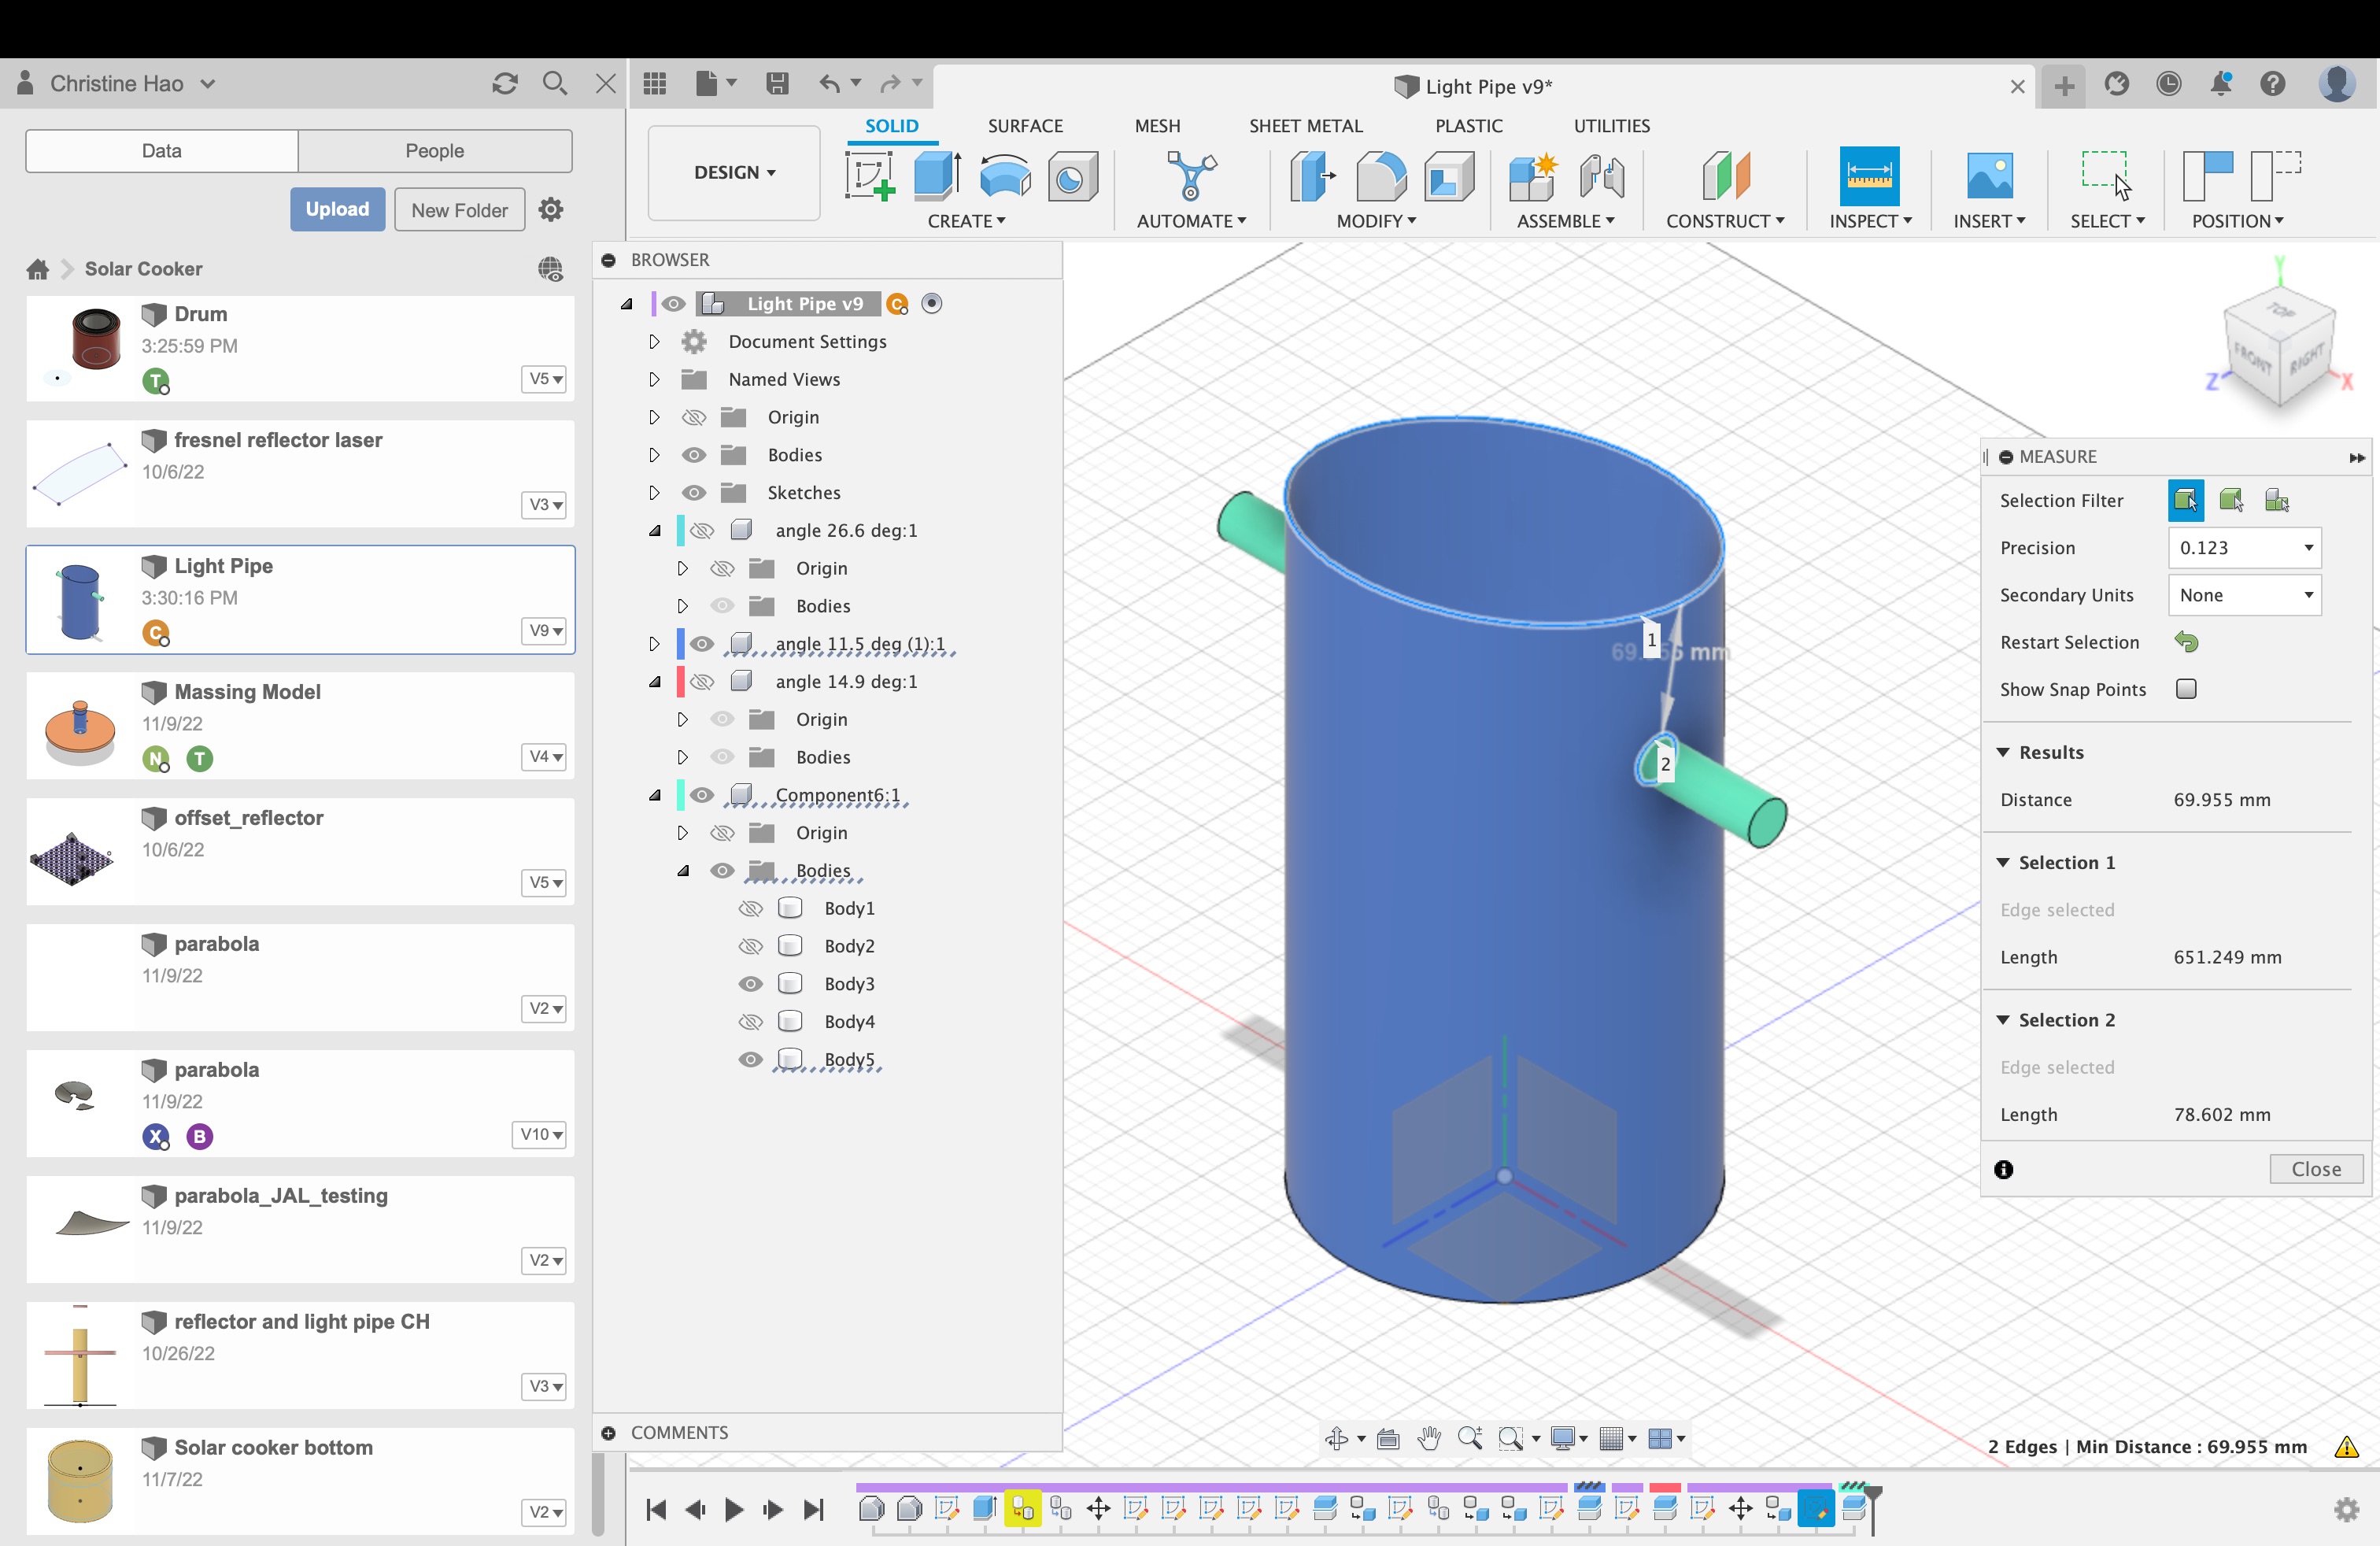 Christine Hao
Light Pipe v9*
Data
People
Upload
New Folder
Solar Cooker
Drum
3:25:59 PM
T
V5
fresnel reflector laser
10/6/22
V3
Light Pipe
3:30:16 PM
C
V9
Massing Model
11/9/22
N T
V4
offset_reflector
10/6/22
V5
parabola
11/9/22
V2
parabola
11/9/22
X B
V10
parabola_JAL_testing
11/9/22
V2
reflector and light pipe CH
10/26/22
V3
Solar cooker bottom
11/7/22
V2
SOLID SURFACE MESH SHEET METAL PLASTIC UTILITIES
DESIGN
CREATE AUTOMATE MODIFY ASSEMBLE CONSTRUCT INSPECT INSERT SELECT POSITION
BROWSER
Light Pipe v9 C
Document Settings
Named Views
Origin
Bodies
Sketches
angle 26.6 deg:1
Origin
Bodies
angle 11.5 deg (1):1
angle 14.9 deg:1
Origin
Bodies
Component6:1
Origin
Bodies
Body1
Body2
Body3
Body4
Body5
COMMENTS
Y
TOP
FRONT RIGHT
Z X
1
mm
2
MEASURE
Selection Filter
Precision 0.123
Secondary Units None
Restart Selection
Show Snap Points
Results
Distance 69.955 mm
Selection 1
Edge selected
Length 651.249 mm
Selection 2
Edge selected
Length 78.602 mm
Close
2 Edges | Min Distance : 69.955 mm